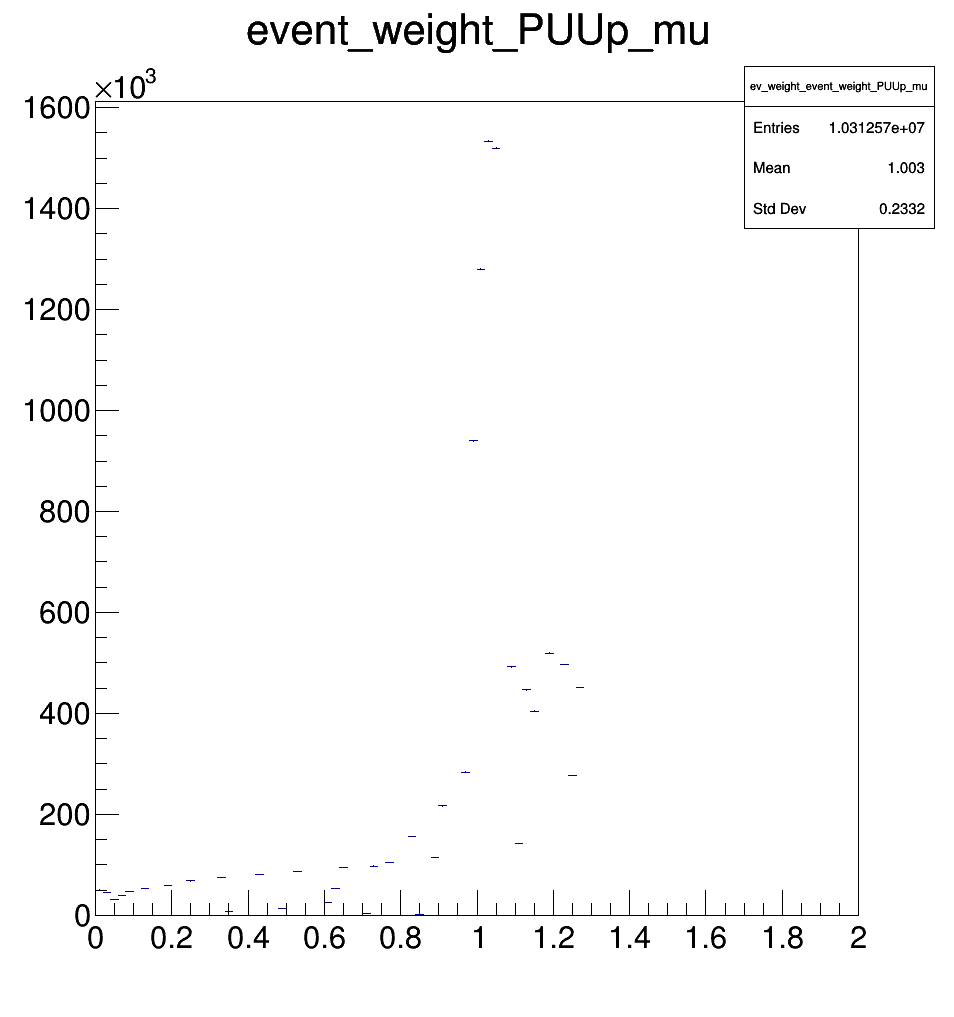 event_weight_PUUp_mu
×10³
ev_weight_event_weight_PUUp_mu
Entries 1.031257e+07
Mean 1.003
Std Dev 0.2332
1600
1400
1200
1000
800
600
400
200
0
0 0.2 0.4 0.6 0.8 1 1.2 1.4 1.6 1.8 2